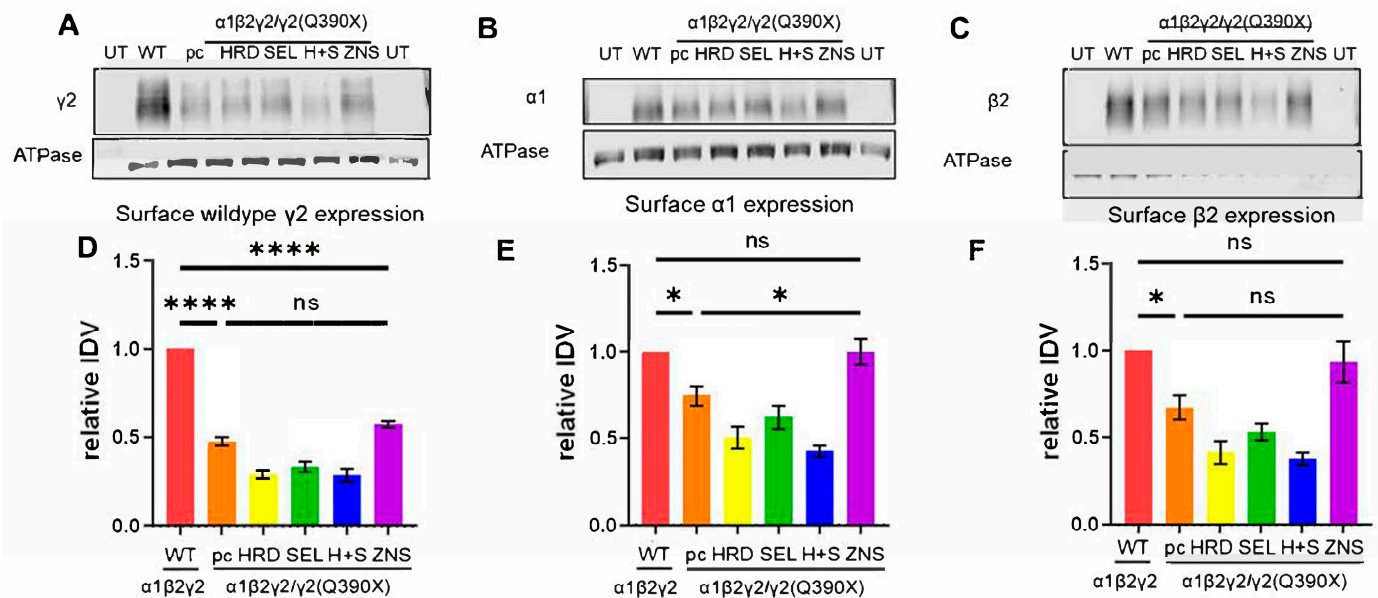 A
α1β2γ2/γ2(Q390X)
UT WT pc HRD SEL H+S ZNS UT
γ2
ATPase
B
α1β2γ2/γ2(Q390X)
UT WT pc HRD SEL H+S ZNS UT
α1
ATPase
C
α1β2γ2/γ2(Q390X)
UT WT pc HRD SEL H+S ZNS UT
β2
ATPase
Surface wildype γ2 expression
D
****
**** ns
relative IDV
1.5
1.0
0.5
0.0
WT pc HRD SEL H+S ZNS
α1β2γ2 α1β2γ2/γ2(Q390X)
Surface α1 expression
E
ns
* *
relative IDV
1.5
1.0
0.5
0.0
WT pc HRD SEL H+S ZNS
α1β2γ2 α1β2γ2/γ2(Q390X)
Surface β2 expression
F
ns
* ns
relative IDV
1.5
1.0
0.5
0.0
WT pc HRD SEL H+S ZNS
α1β2γ2 α1β2γ2/γ2(Q390X)